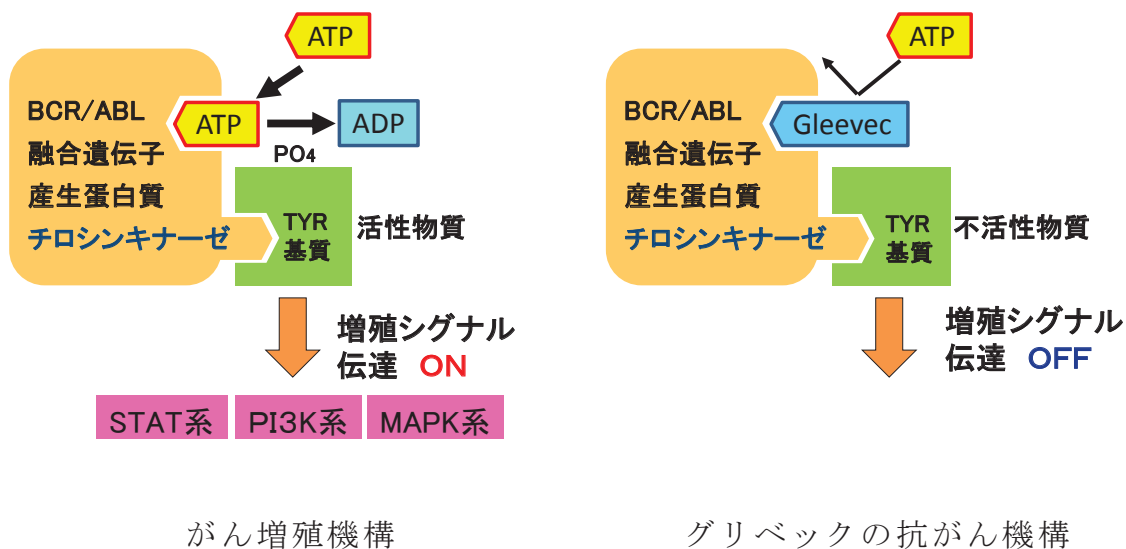 ATP
BCR/ABL
融合遺伝子
産生蛋白質
チロシンキナーゼ
ATP
ADP
PO4
TYR
基質
活性物質
増殖シグナル
伝達 ON
STAT系
PI3K系
MAPK系
がん増殖機構
ATP
BCR/ABL
融合遺伝子
産生蛋白質
チロシンキナーゼ
Gleevec
TYR
基質
不活性物質
増殖シグナル
伝達 OFF
グリベックの抗がん機構